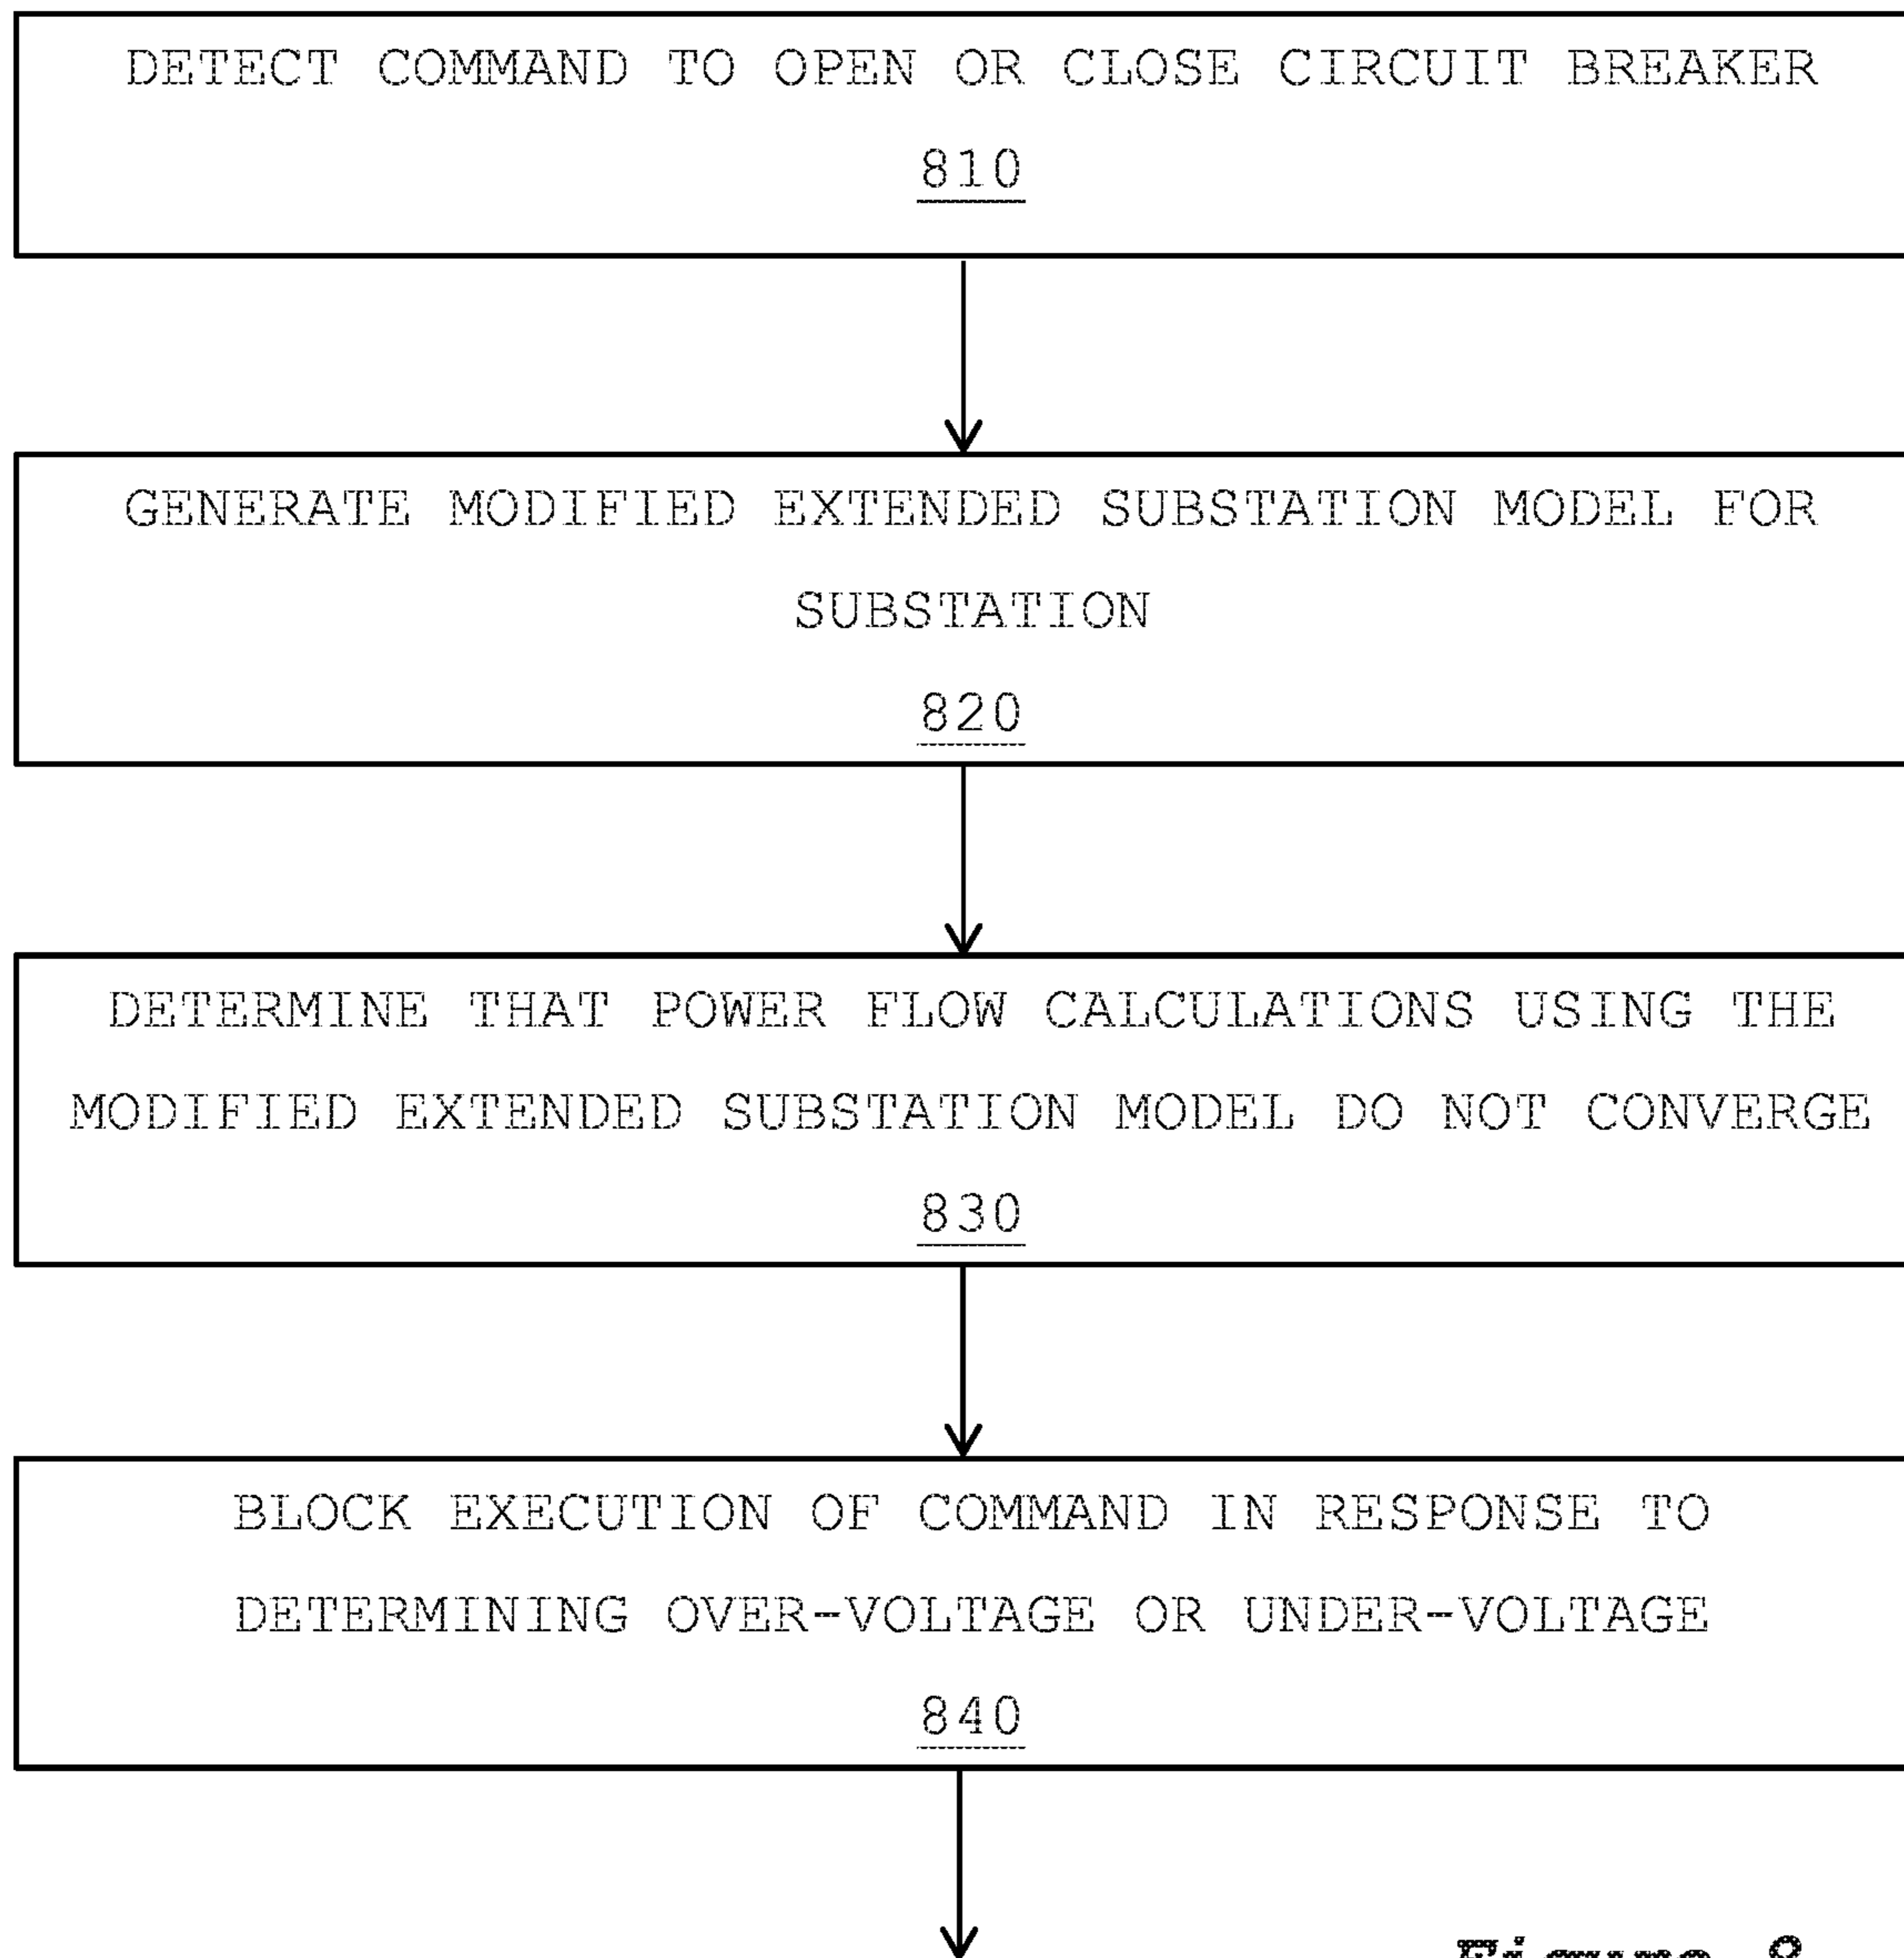 DETECT COMMAND TO OPEN OR CLOSE CIRCUIT BREAKER
810
GENERATE MODIFIED EXTENDED SUBSTATION MODEL FOR
SUBSTATION
820
DETERMINE THAT POWER FLOW CALCULATIONS USING THE
MODIFIED EXTENDED SUBSTATION MODEL DO NOT CONVERGE
830
BLOCK EXECUTION OF COMMAND IN RESPONSE TO
DETERMINING OVER-VOLTAGE OR UNDER-VOLTAGE
840
Figure